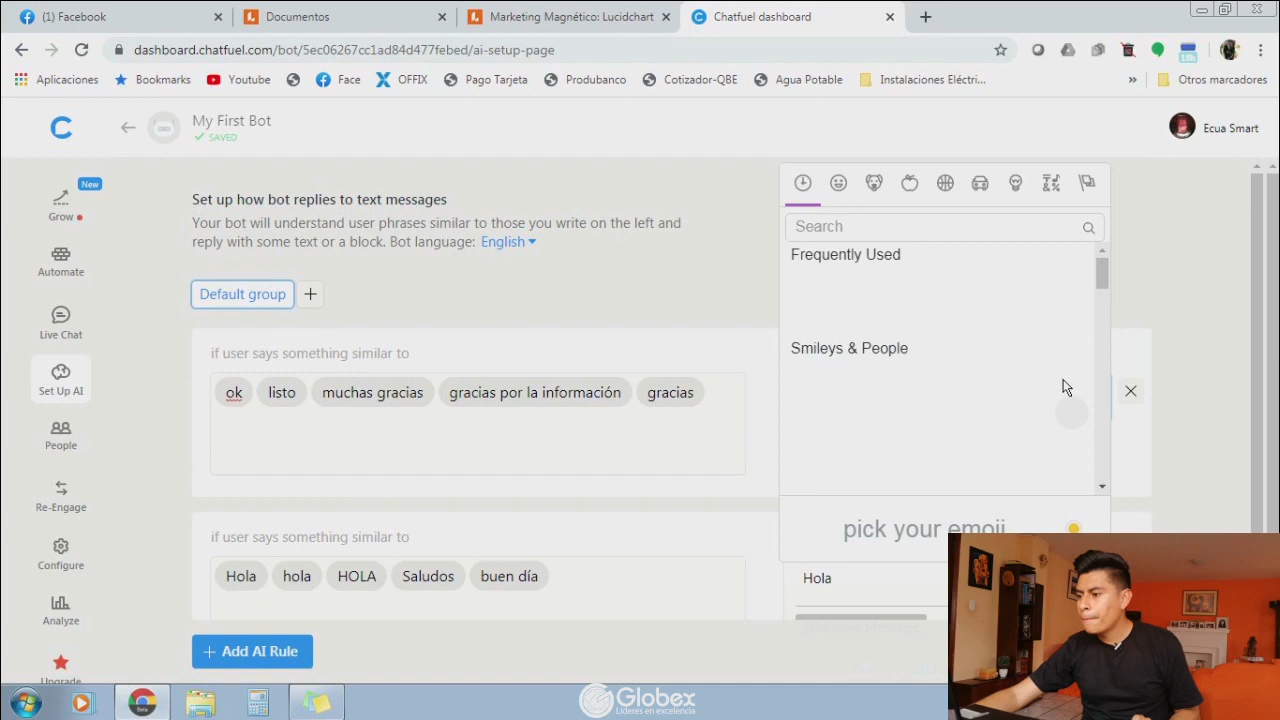 (1) Facebook
Documentos
Marketing Magnético: Lucidchart
Chatfuel dashboard
dashboard.chatfuel.com/bot/5ec06267cc1ad84d477febed/ai-setup-page
Aplicaciones
Bookmarks
Youtube
Face
OFFIX
Pago Tarjeta
Produbanco
Cotizador-QBE
Agua Potable
Instalaciones Eléctri...
»
Otros marcadores
My First Bot
SAVED
Ecua Smart
New
Grow
Automate
Live Chat
Set Up AI
People
Re-Engage
Configure
Analyze
Upgrade
Set up how bot replies to text messages
Your bot will understand user phrases similar to those you write on the left and
reply with some text or a block. Bot language: English
Default group
+
if user says something similar to
ok listo muchas gracias gracias por la información gracias
if user says something similar to
Hola hola HOLA Saludos buen día
+ Add AI Rule
Search
Frequently Used
Smileys & People
pick your emoji
Hola
Globex
Líderes en excelencia